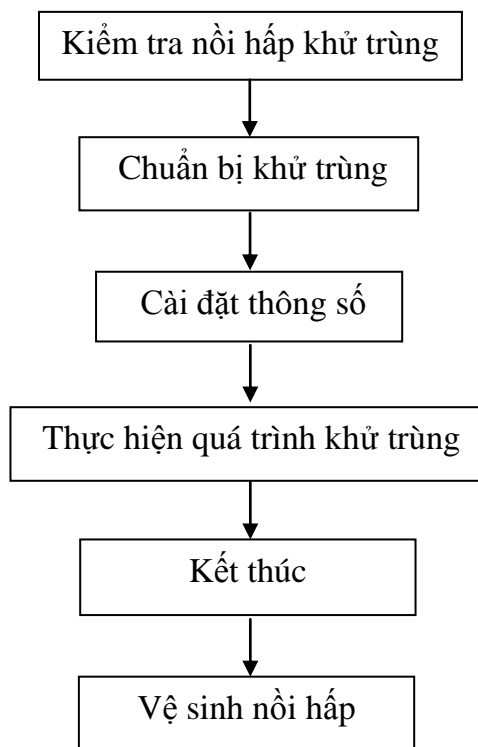 Kiểm tra nồi hấp khử trùng
Chuẩn bị khử trùng
Cài đặt thông số
Thực hiện quá trình khử trùng
Kết thúc
Vệ sinh nồi hấp